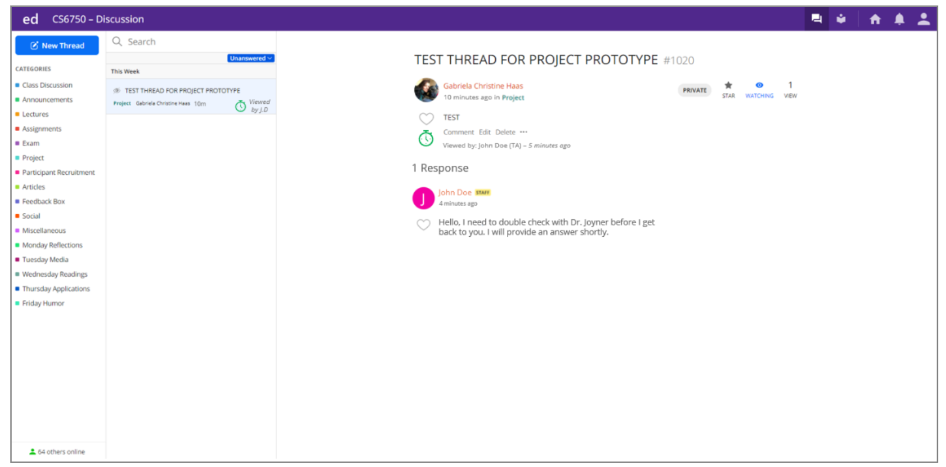 ed CS6750 – Discussion
New Thread
CATEGORIES
Class Discussion
Announcements
Lectures
Assignments
Exam
Project
Participant Recruitment
Articles
Feedback Box
Social
Miscellaneous
Monday Reflections
Tuesday Media
Wednesday Readings
Thursday Applications
Friday Humor
64 others online
Search
Unanswered
This Week
TEST THREAD FOR PROJECT PROTOTYPE
Project Gabriela Christine Haas 10m
Viewed
by J.D
TEST THREAD FOR PROJECT PROTOTYPE #1020
Gabriela Christine Haas
10 minutes ago in Project
PRIVATE
STAR
WATCHING
1
VIEW
TEST
Comment Edit Delete •••
Viewed by: John Doe (TA) – 5 minutes ago
1 Response
J
John Doe STAFF
4 minutes ago
Hello, I need to double check with Dr. Joyner before I get
back to you. I will provide an answer shortly.